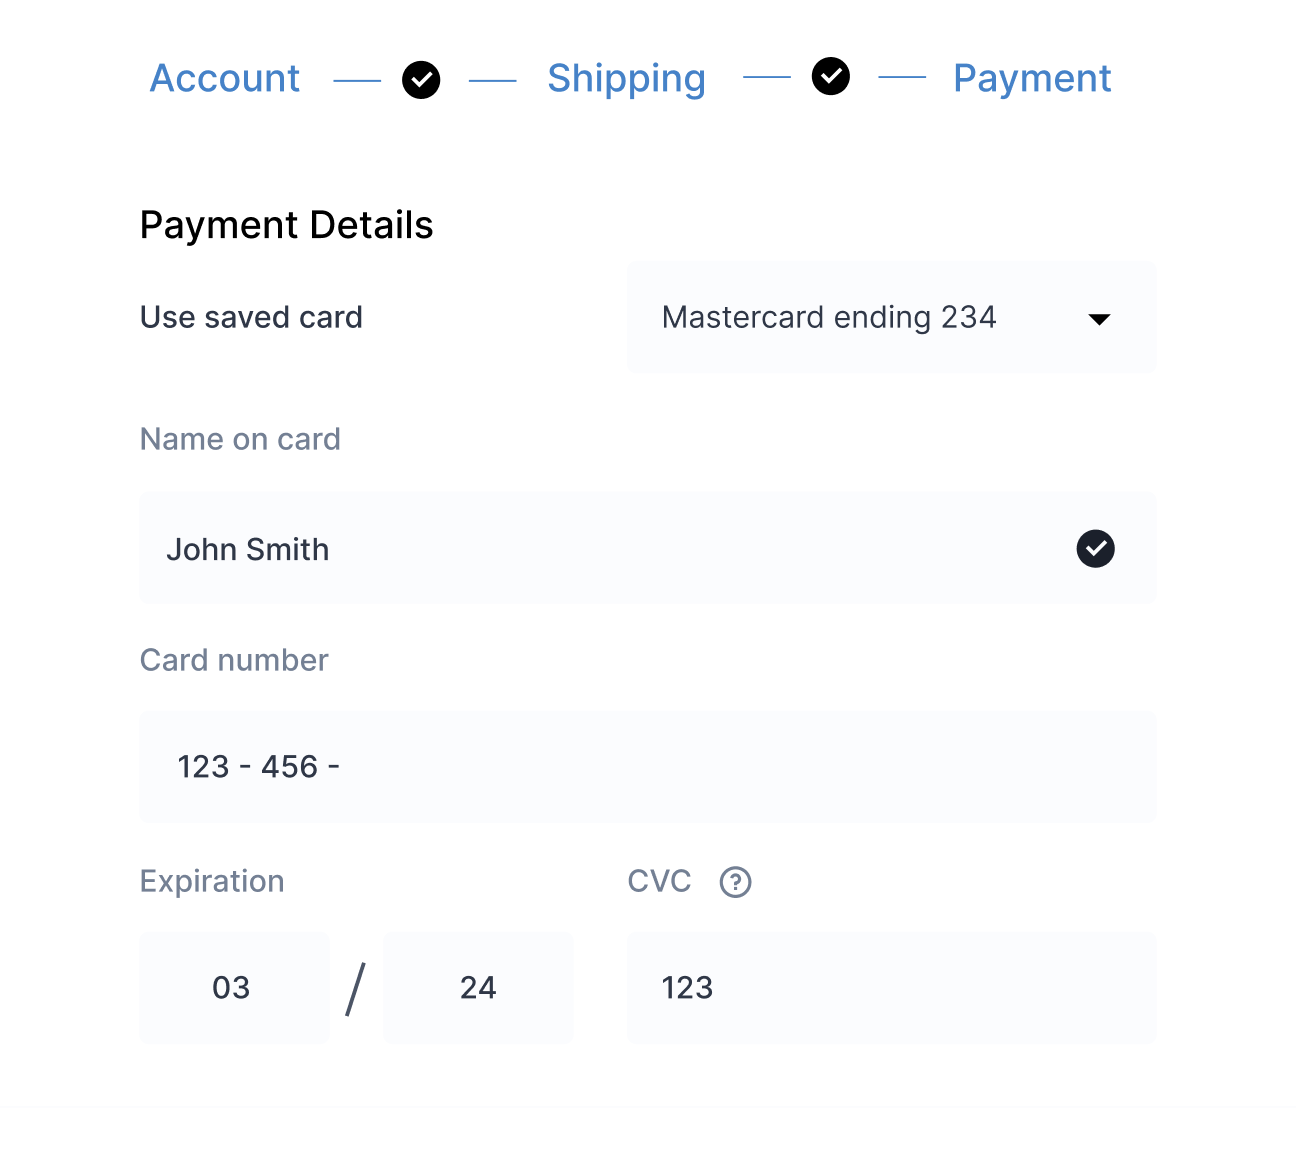 Account Shipping Payment
Payment Details
Use saved card Mastercard ending 234
Name on card
John Smith
Card number
123 - 456 -
Expiration CVC ?
03 / 24 123